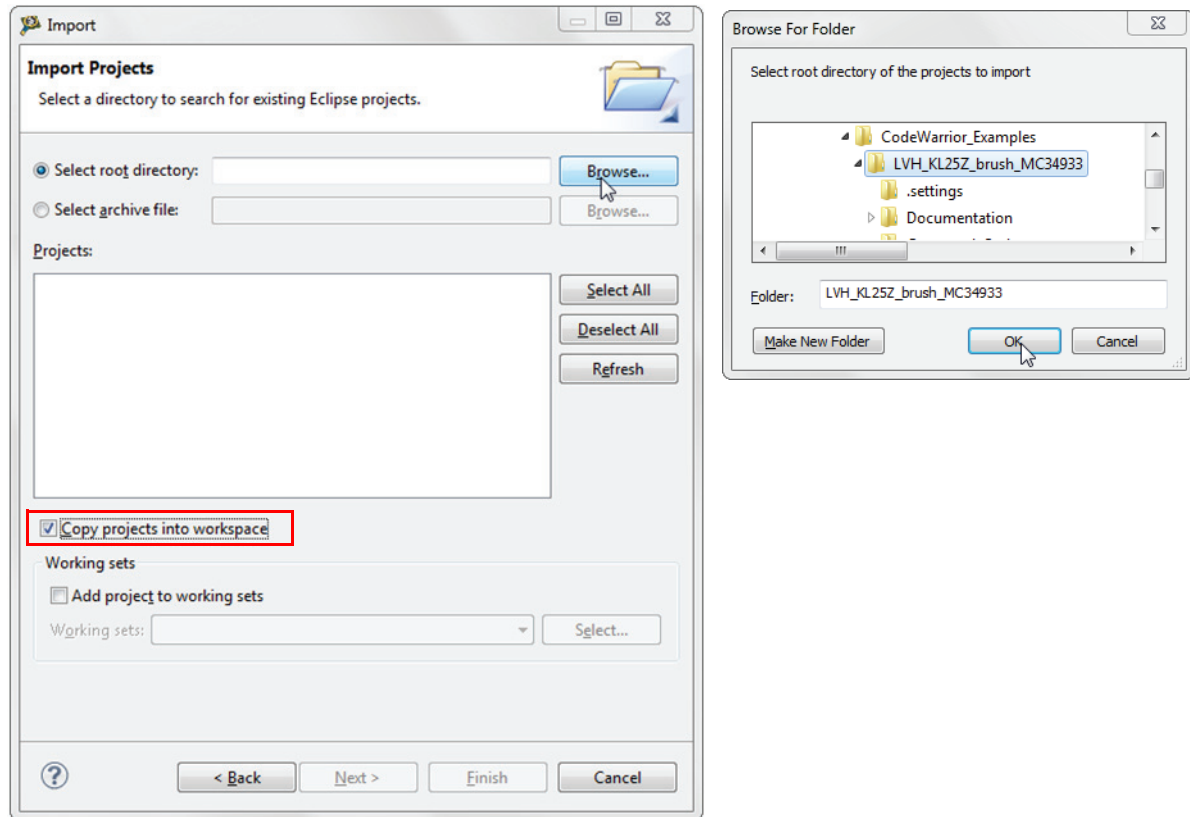 Import
Import Projects
Select a directory to search for existing Eclipse projects.
Select root directory:
Browse...
Select archive file:
Browse...
Projects:
Select All
Deselect All
Refresh
Copy projects into workspace
Working sets
Add project to working sets
Working sets:
Select...
?
< Back
Next >
Finish
Cancel
Browse For Folder
Select root directory of the projects to import
CodeWarrior_Examples
LVH_KL25Z_brush_MC34933
.settings
Documentation
Folder:
LVH_KL25Z_brush_MC34933
Make New Folder
OK
Cancel